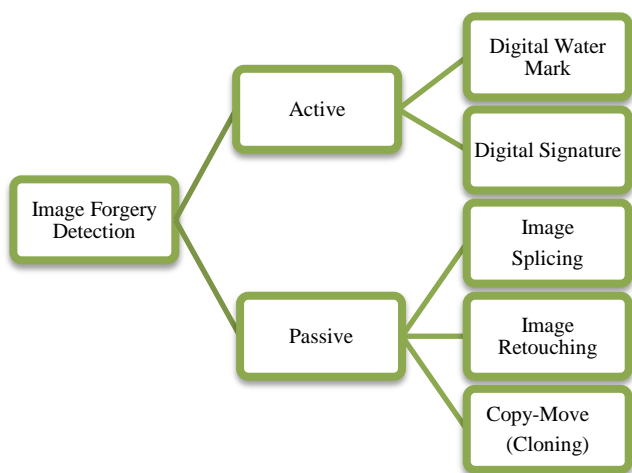 Digital Water
Mark
Active
Digital Signature
Image Forgery
Detection
Image
Splicing
Passive
Image
Retouching
Copy-Move
(Cloning)